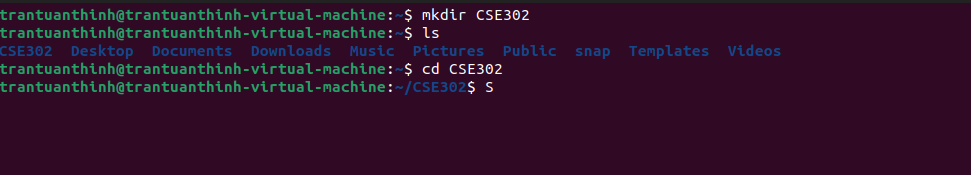 trantuanthinh@trantuanthinh-virtual-machine:~$ mkdir CSE302
trantuanthinh@trantuanthinh-virtual-machine:~$ ls
CSE302  Desktop  Documents  Downloads  Music  Pictures  Public  snap  Templates  Videos
trantuanthinh@trantuanthinh-virtual-machine:~$ cd CSE302
trantuanthinh@trantuanthinh-virtual-machine:~/CSE302$ S